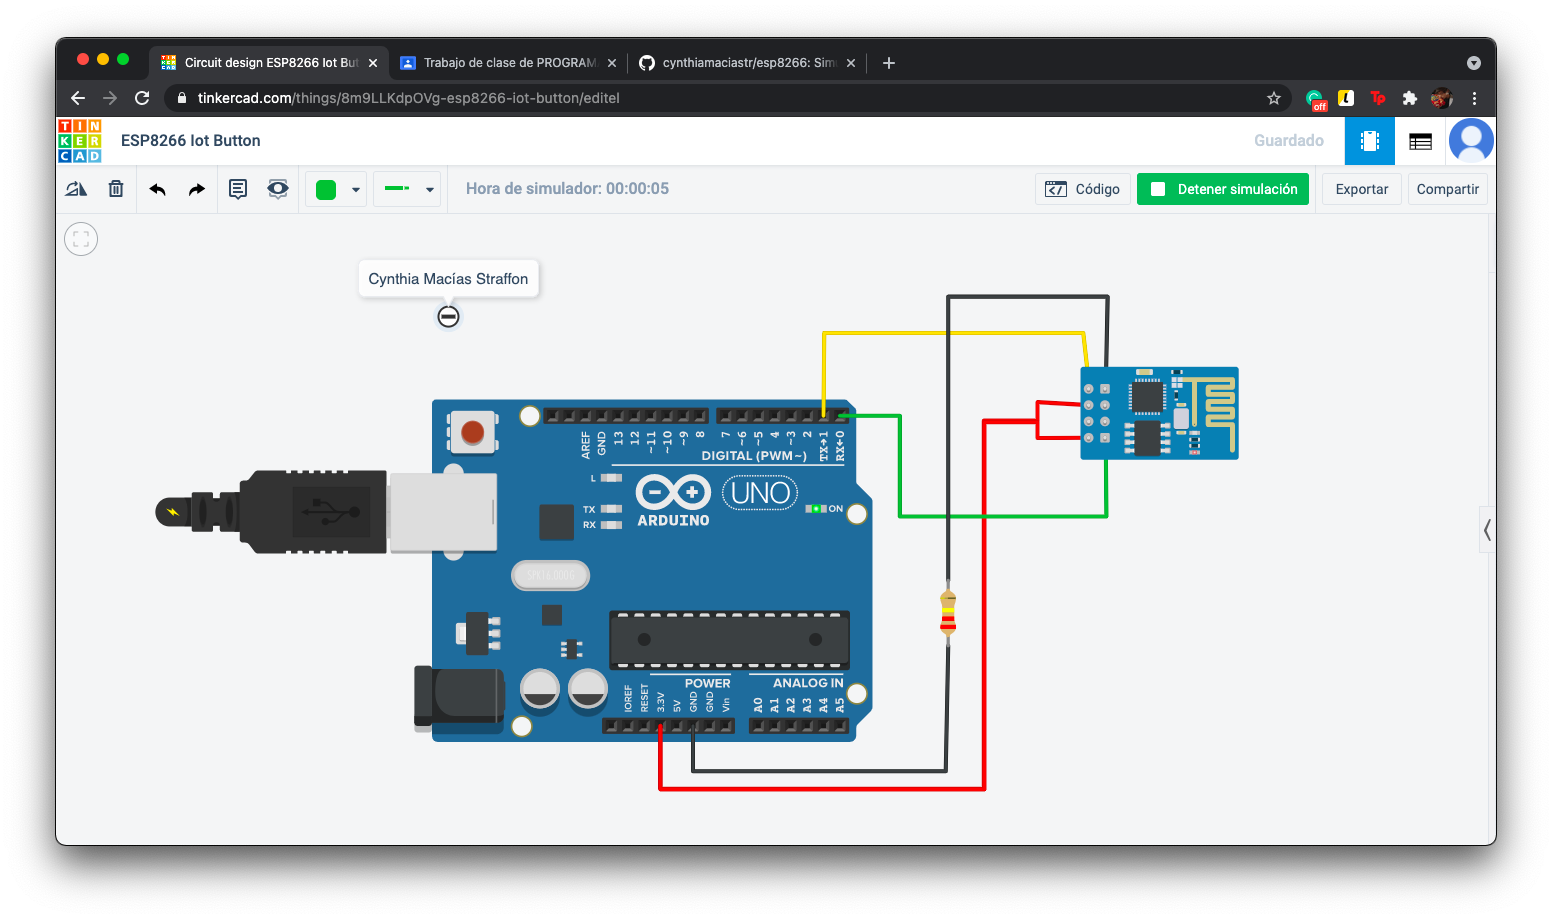 Circuit design ESP8266 Iot But
Trabajo de clase de PROGRAM
cynthiamaciastr/esp8266: Sim
tinkercad.com/things/8m9LLKdpOVg-esp8266-iot-button/editel
off
L
Tp
TIN
KER
CAD
ESP8266 Iot Button
Guardado
Hora de simulador: 00:00:05
Código
Detener simulación
Exportar
Compartir
Cynthia Macías Straffon
AREF
GND
13
12
~11
~10
~9
8
7
~6
~5
4
~3
2
TX→1
RX←0
DIGITAL (PWM~)
L
TX
RX
ARDUINO
UNO
ON
POWER
ANALOG IN
IOREF
RESET
3.3V
5V
GND
GND
Vin
A0
A1
A2
A3
A4
A5